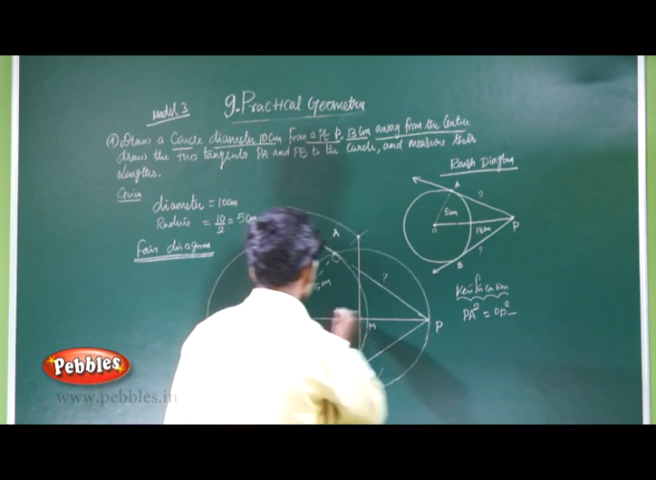 Model 3
9. Practical Geometry
① Draw a Circle diameter 10cm from a pt P. 13cm away from the Centre
draw the two tangents PA and PB to the Circle, and measure their
Lengths.
Rough Diagram
Given
diameter = 10cm
Radius = 10/2 = 5cm
Fair diagram
A
?
5cm
O
13cm
P
?
B
A
?
5cm
M
P
Verification
PA² = OP² –
Pebbles
www.pebbles.in